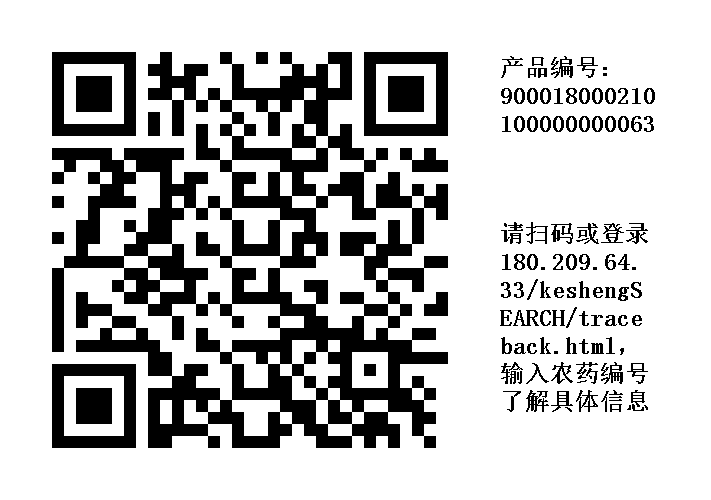 产品编号：
900018000210
100000000063
请扫码或登录
180.209.64.
33/keshengS
EARCH/trace
back.html，
输入农药编号
了解具体信息